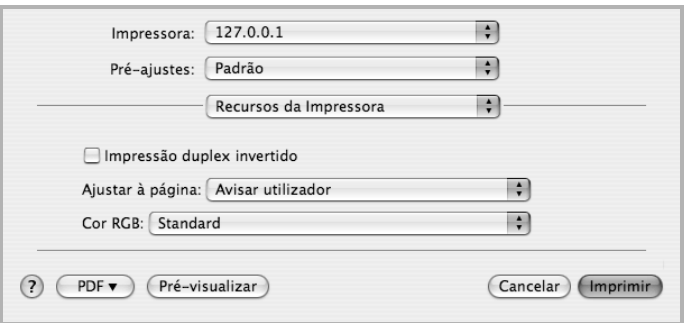 Impressora: 127.0.0.1
Pré-ajustes: Padrão
Recursos da Impressora
Impressão duplex invertido
Ajustar à página: Avisar utilizador
Cor RGB: Standard
? PDF ▼ Pré-visualizar Cancelar Imprimir